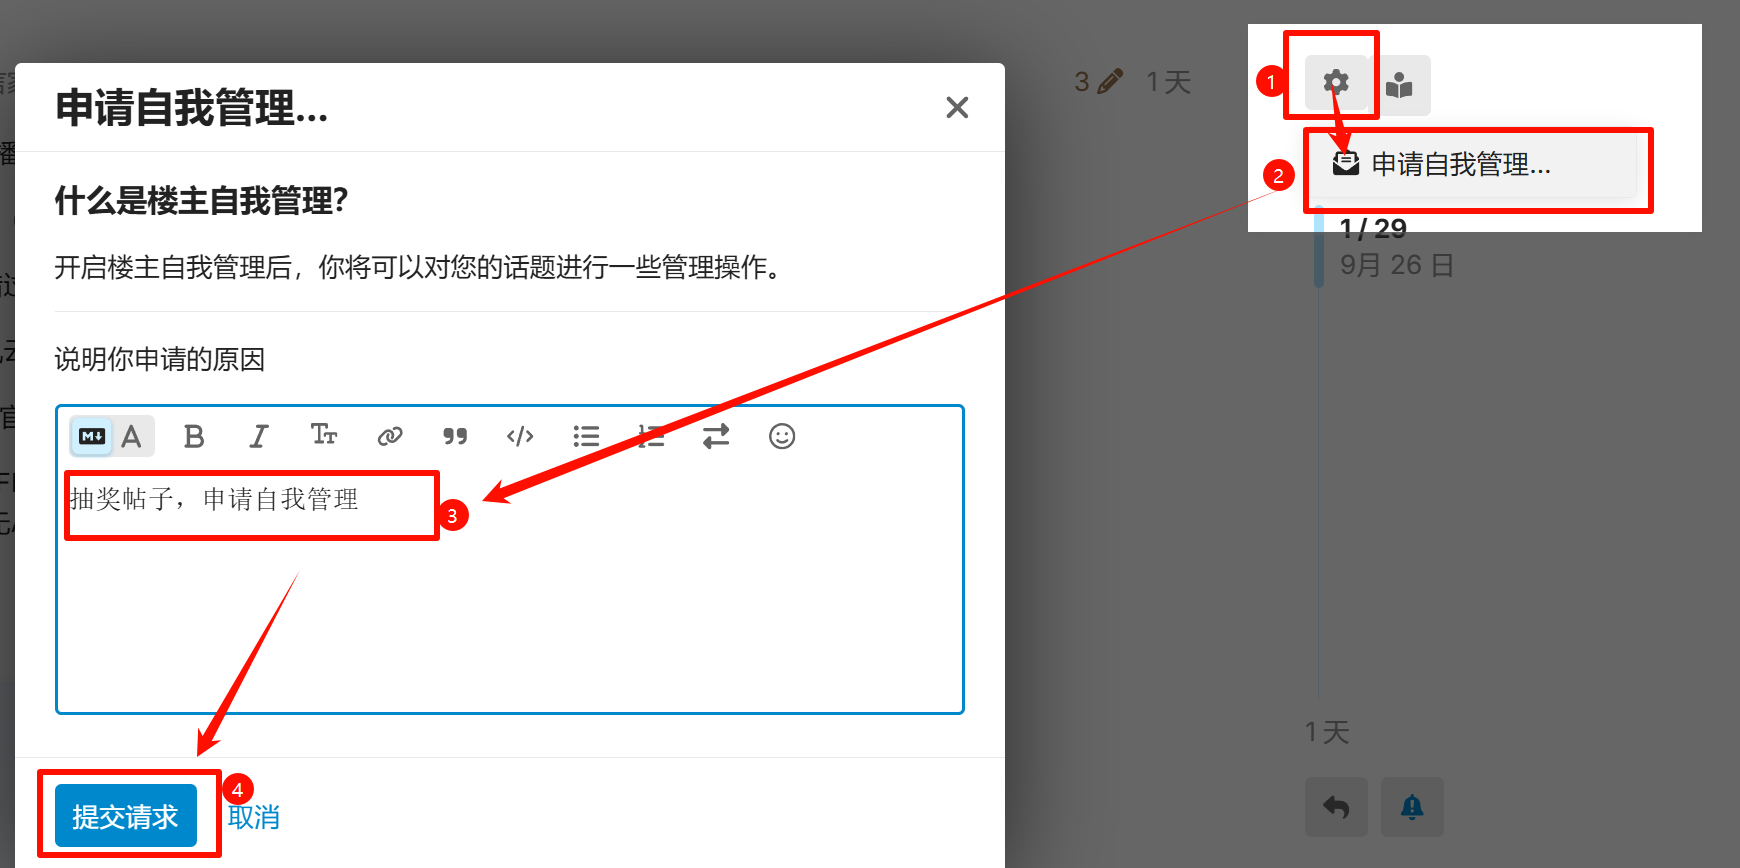 申请自我管理...
什么是楼主自我管理?
开启楼主自我管理后，你将可以对您的话题进行一些管理操作。
说明你申请的原因
抽奖帖子，申请自我管理
3
提交请求
4
取消
3
1 天
1
2
申请自我管理...
1 / 29
9月 26 日
1 天